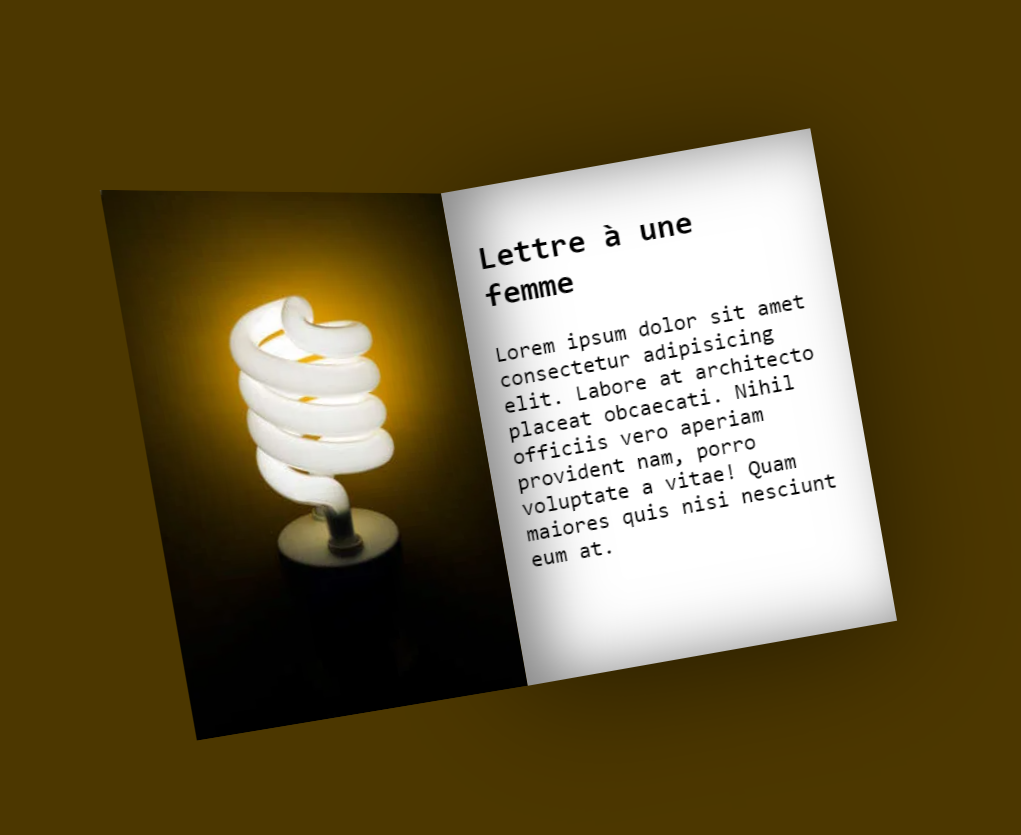 Lettre à une
femme
Lorem ipsum dolor sit amet
consectetur adipisicing
elit. Labore at architecto
placeat obcaecati. Nihil
officiis vero aperiam
provident nam, porro
voluptate a vitae! Quam
maiores quis nisi nesciunt
eum at.